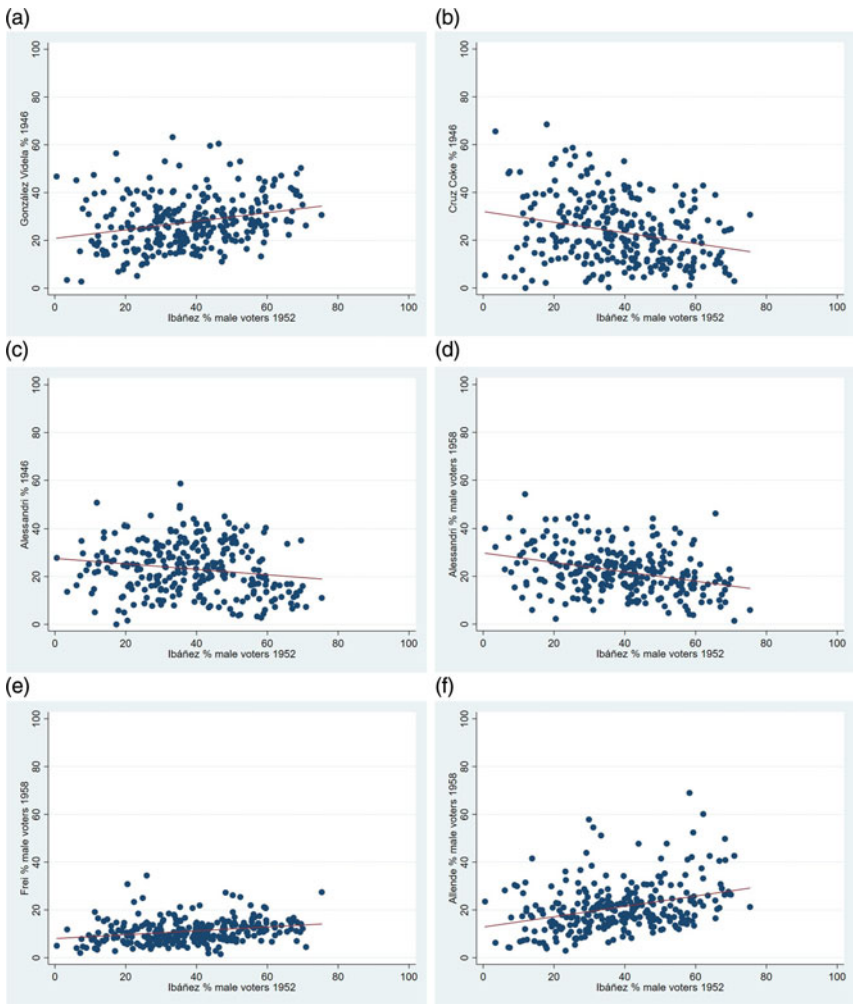 (a)
(b)
González Videla % 1946
100
80
60
40
20
0
0 20 40 60 80 100
Ibáñez % male voters 1952
Cruz Coke % 1946
100
80
60
40
20
0
0 20 40 60 80 100
Ibáñez % male voters 1952
(c)
(d)
Alessandri % 1946
100
80
60
40
20
0
0 20 40 60 80 100
Ibáñez % male voters 1952
Alessandri % male voters 1958
100
80
60
40
20
0
0 20 40 60 80 100
Ibáñez % male voters 1952
(e)
(f)
Frei % male voters 1958
100
80
60
40
20
0
0 20 40 60 80 100
Ibáñez % male voters 1952
Allende % male voters 1958
100
80
60
40
20
0
0 20 40 60 80 100
Ibáñez % male voters 1952